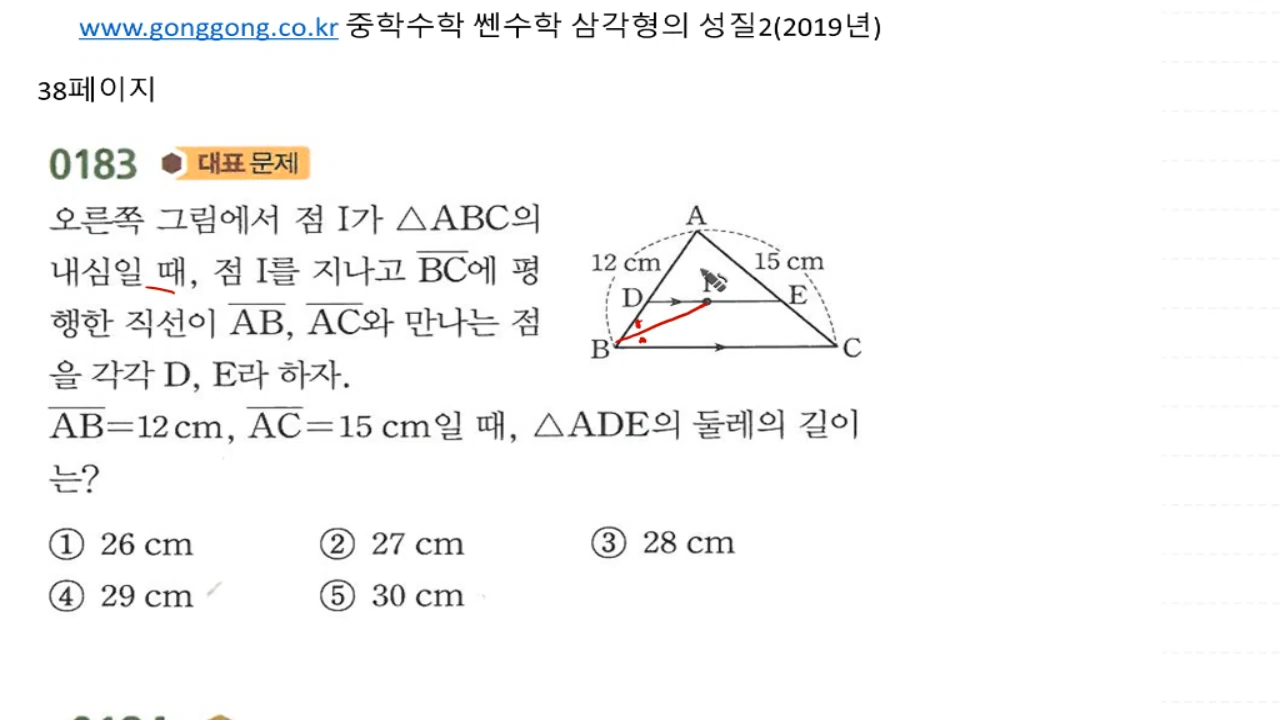 www.gonggong.co.kr 중학수학 쎈수학 삼각형의 성질2(2019년)
38페이지
0183 대표 문제
오른쪽 그림에서 점 I가 △ABC의
내심일 때, 점 I를 지나고 BC에 평
행한 직선이 AB, AC와 만나는 점
을 각각 D, E라 하자.
AB=12 cm, AC=15 cm일 때, △ADE의 둘레의 길이
는?
A
12 cm
15 cm
D
E
B
C
① 26 cm
② 27 cm
③ 28 cm
④ 29 cm
⑤ 30 cm